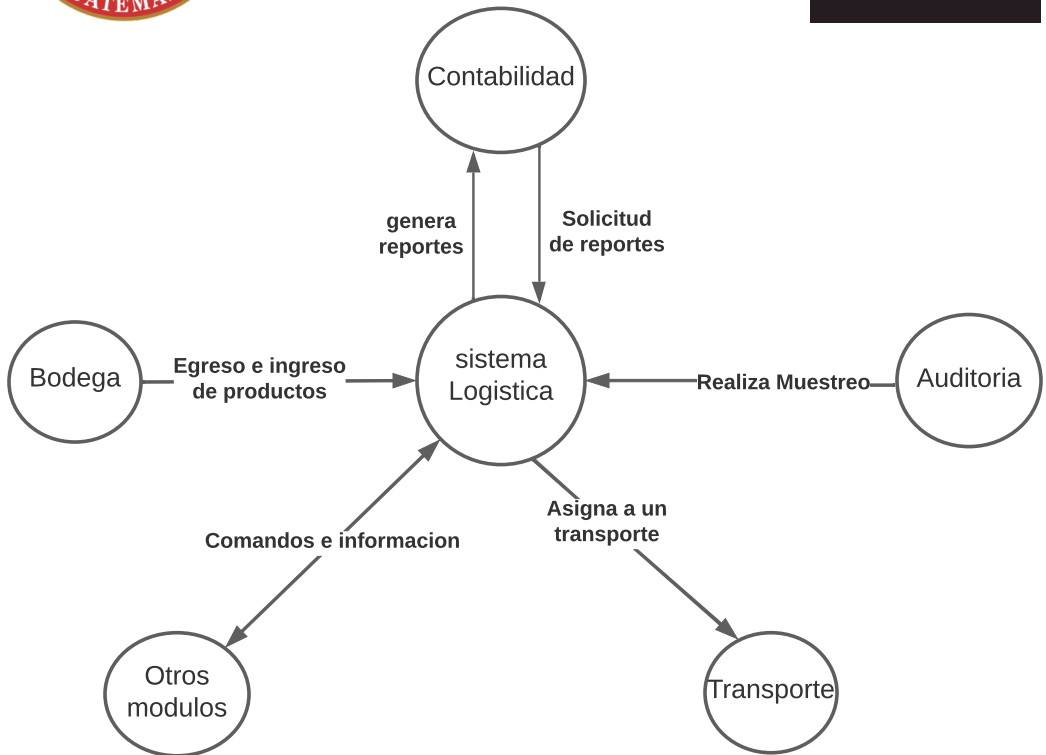 Contabilidad
genera
reportes
Solicitud
de reportes
Bodega
Egreso e ingreso
de productos
sistema
Logistica
Realiza Muestreo
Auditoria
Comandos e informacion
Asigna a un
transporte
Otros
modulos
Transporte